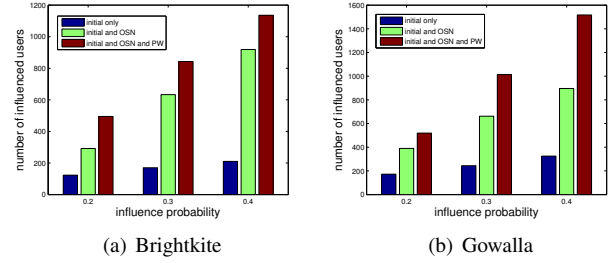 1200
1000
800
600
400
200
0
number of influenced users
initial only
initial and OSN
initial and OSN and PW
0.2 0.3 0.4
influence probability
(a) Brightkite
1600
1400
1200
1000
800
600
400
200
0
number of influenced users
initial only
initial and OSN
initial and OSN and PW
0.2 0.3 0.4
influence probability
(b) Gowalla